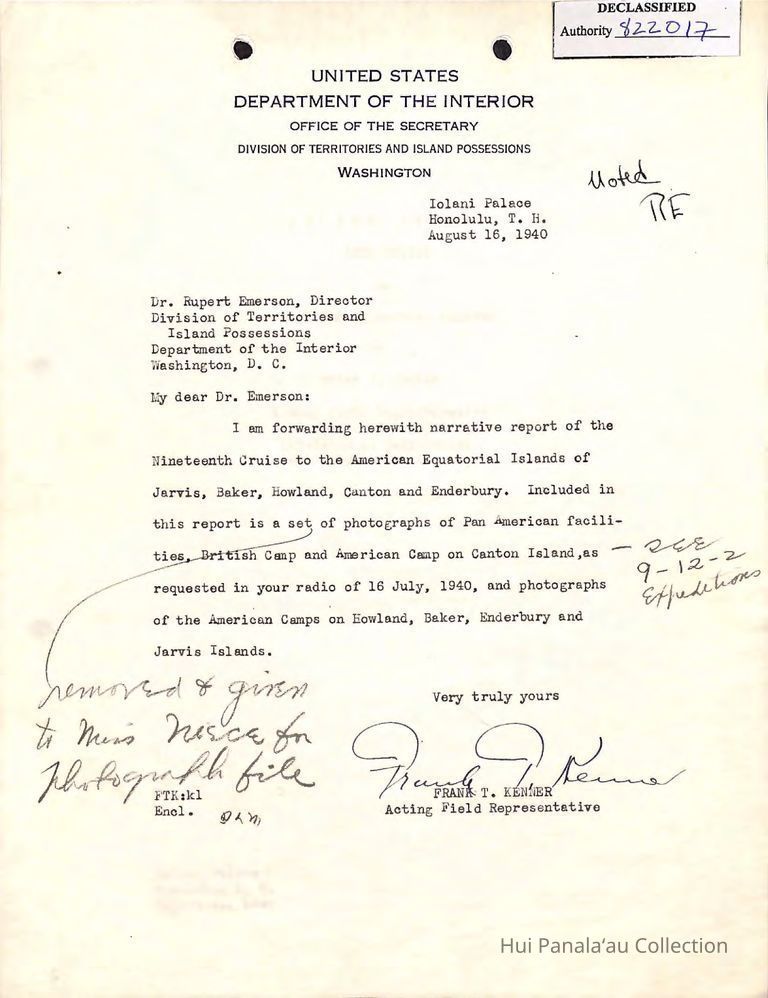 DECLASSIFIED
Authority 822017
UNITED STATES
DEPARTMENT OF THE INTERIOR
OFFICE OF THE SECRETARY
DIVISION OF TERRITORIES AND ISLAND POSSESSIONS
WASHINGTON
Noted
RE
Iolani Palace
Honolulu, T. H.
August 16, 1940
Dr. Rupert Emerson, Director
Division of Territories and
Island Possessions
Department of the Interior
Washington, D. C.
My dear Dr. Emerson:
I am forwarding herewith narrative report of the
Nineteenth Cruise to the American Equatorial Islands of
Jarvis, Baker, Howland, Canton and Enderbury. Included in
this report is a set of photographs of Pan American facili-
ties, British Camp and American Camp on Canton Island,as
requested in your radio of 16 July, 1940, and photographs
of the American Camps on Howland, Baker, Enderbury and
Jarvis Islands.
— SEE
9-12-2
Expeditions
removed & given
to Miss for
photograph file
Very truly yours
Frank T. Kenner
FRANK T. KENNER
Acting Field Representative
FTK:kl
Encl.
Hui Panala‘au Collection